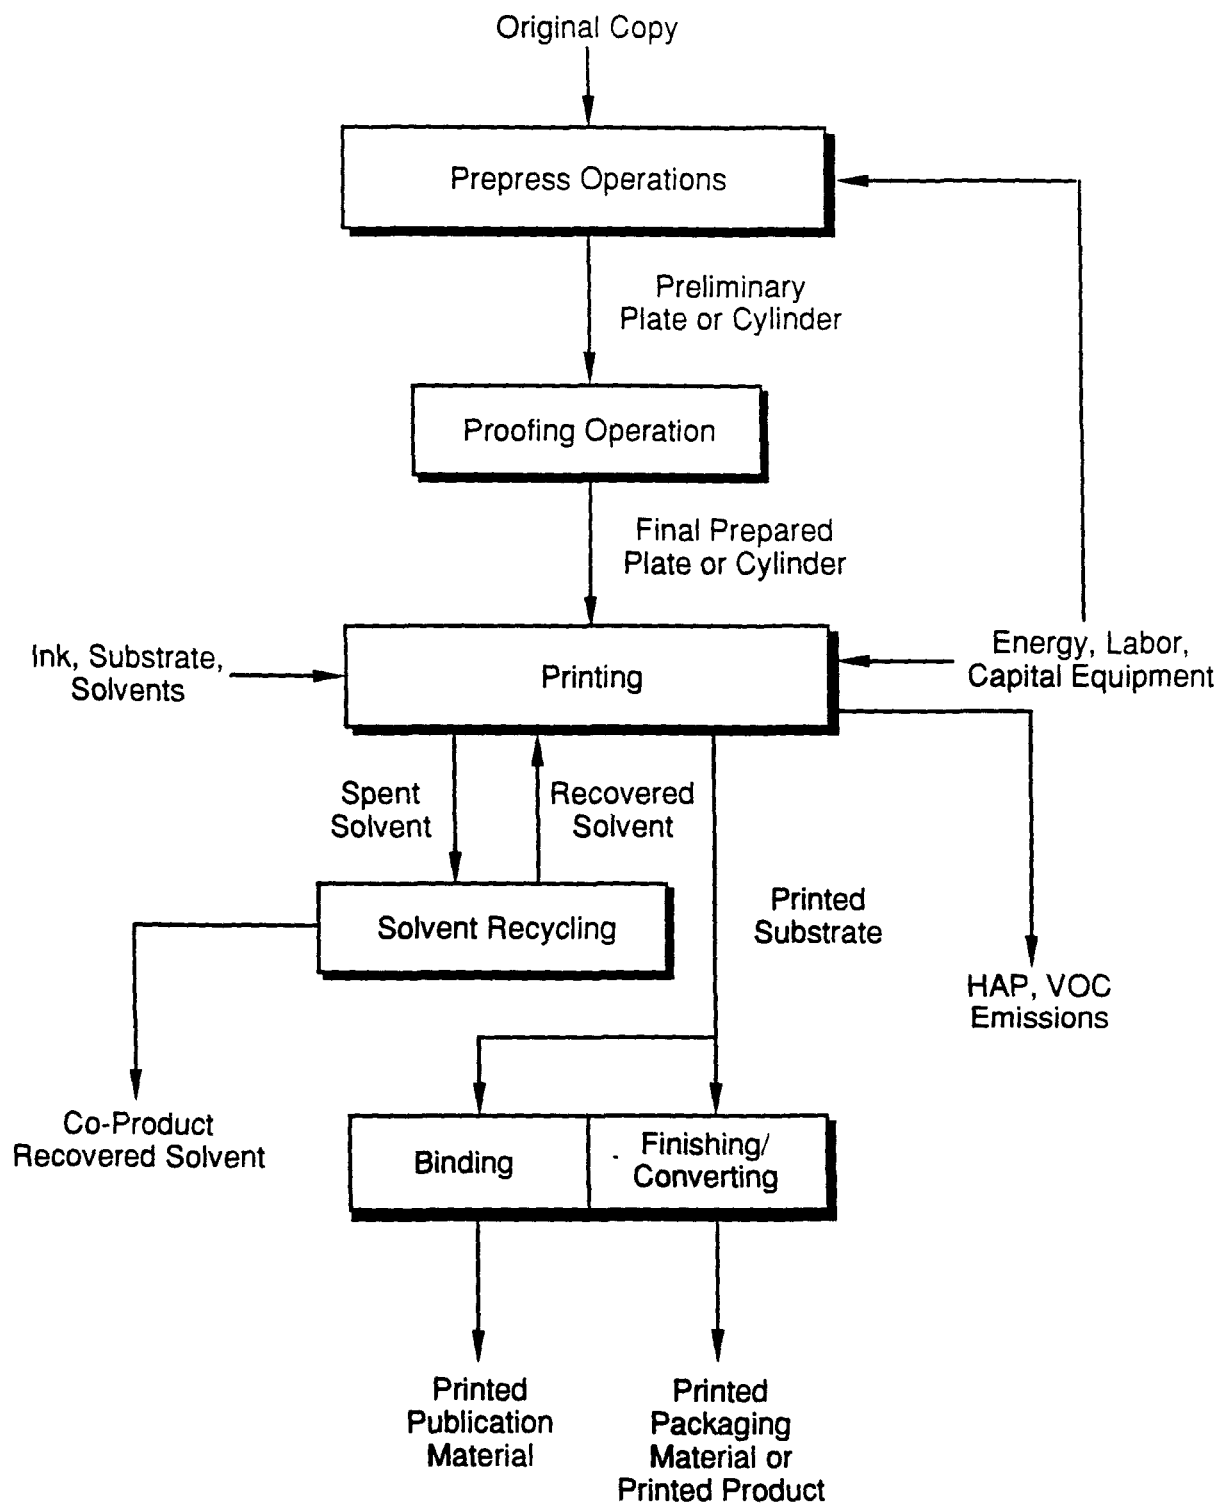 Original Copy
Prepress Operations
Preliminary
Plate or Cylinder
Proofing Operation
Final Prepared
Plate or Cylinder
Ink, Substrate,
Solvents
Printing
Energy, Labor,
Capital Equipment
Spent
Solvent
Recovered
Solvent
Solvent Recycling
Printed
Substrate
HAP, VOC
Emissions
Co-Product
Recovered Solvent
Binding
Finishing/
Converting
Printed
Publication
Material
Printed
Packaging
Material or
Printed Product